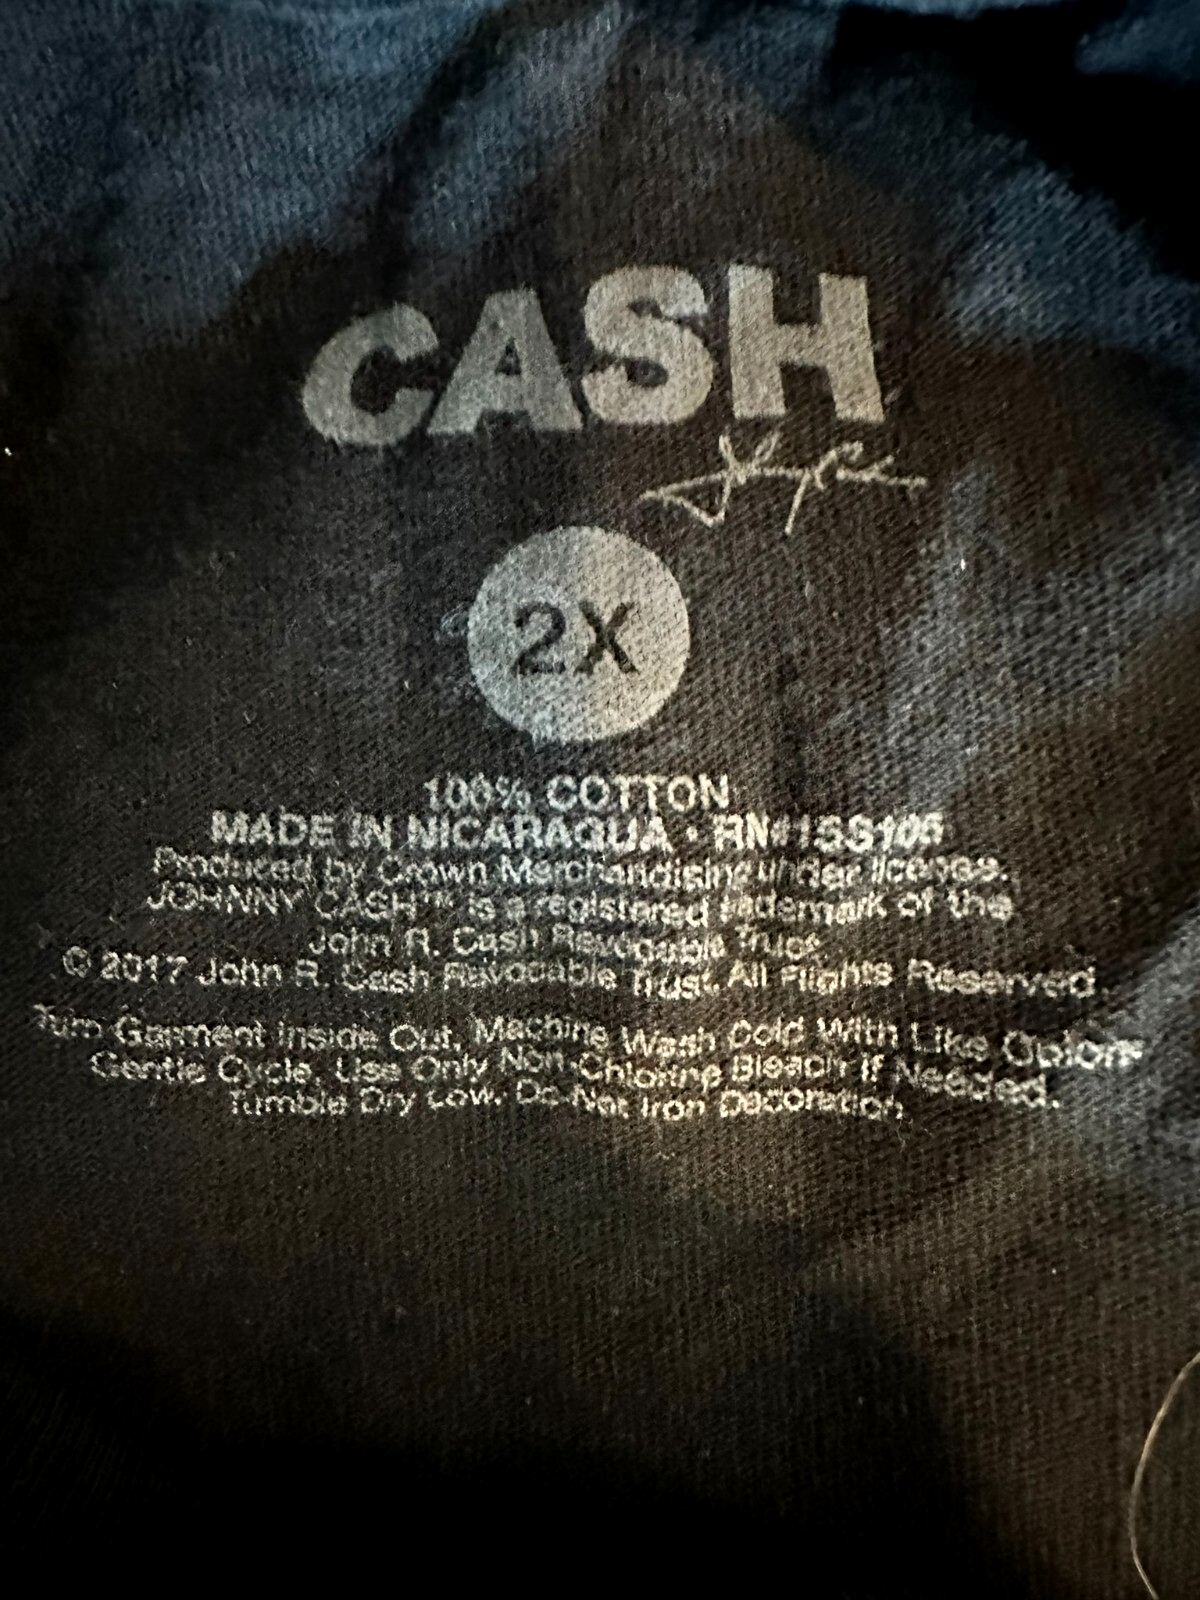 CASH
2X
100% COTTON
MADE IN NICARAGUA •
Produced by Crown Merchandising under license.
JOHNNY CASH™ is a registered trademark of the
John R. Cash Revocable Trust
© 2017 John R. Cash Revocable Trust. All Rights Reserved
Turn Garment Inside Out, Machine Wash Cold With Like Colors
Gentle Cycle. Use Only Non-Chlorine Bleach If Needed.
Tumble Dry Low. Do Not Iron Decoration